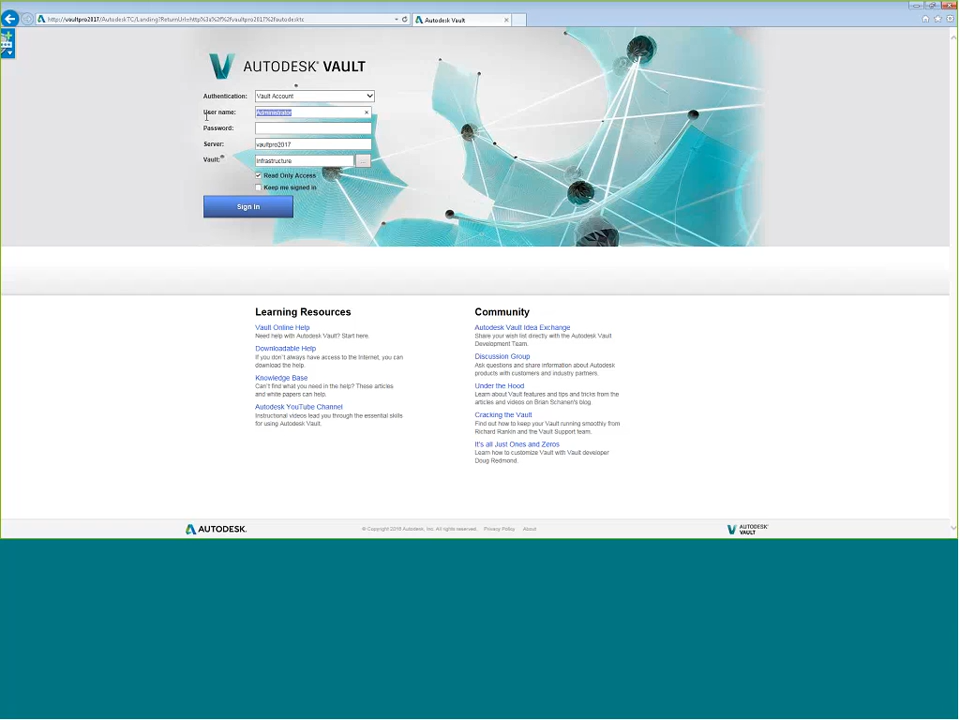 http://vaultpro2017/AutodeskTC/Landing?ReturnUrl=http%3a%2f%2fvaultpro2017%2fautodesktc
Autodesk Vault
AUTODESK® VAULT
Authentication: Vault Account
User name: Administrator
Password:
Server: vaultpro2017
Vault: Infrastructure
...
Read Only Access
Keep me signed in
Sign In
Learning Resources
Vault Online Help
Need help with Autodesk Vault? Start here.
Downloadable Help
If you don't always have access to the Internet, you can
download the help.
Knowledge Base
Can't find what you need in the help? These articles
and white papers can help.
Autodesk YouTube Channel
Instructional videos lead you through the essential skills
for using Autodesk Vault.
Community
Autodesk Vault Idea Exchange
Share your wish list directly with the Autodesk Vault
Development Team.
Discussion Group
Ask questions and share information about Autodesk
products with customers and industry partners.
Under the Hood
Learn about Vault features and tips and tricks from the
articles and videos on Brian Schanen's blog.
Cracking the Vault
Find out how to keep your Vault running smoothly from
Richard Rankin and the Vault Support team.
It's all Just Ones and Zeros
Learn how to customize Vault with Vault developer
Doug Redmond.
AUTODESK.
© Copyright 2016 Autodesk, Inc. All rights reserved. Privacy Policy About
AUTODESK®
VAULT